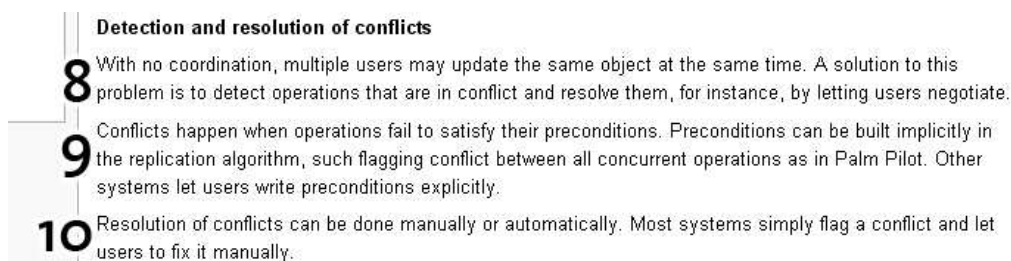 Detection and resolution of conflicts
8 With no coordination, multiple users may update the same object at the same time. A solution to this
problem is to detect operations that are in conflict and resolve them, for instance, by letting users negotiate.
9 Conflicts happen when operations fail to satisfy their preconditions. Preconditions can be built implicitly in
the replication algorithm, such flagging conflict between all concurrent operations as in Palm Pilot. Other
systems let users write preconditions explicitly.
10 Resolution of conflicts can be done manually or automatically. Most systems simply flag a conflict and let
users to fix it manually.